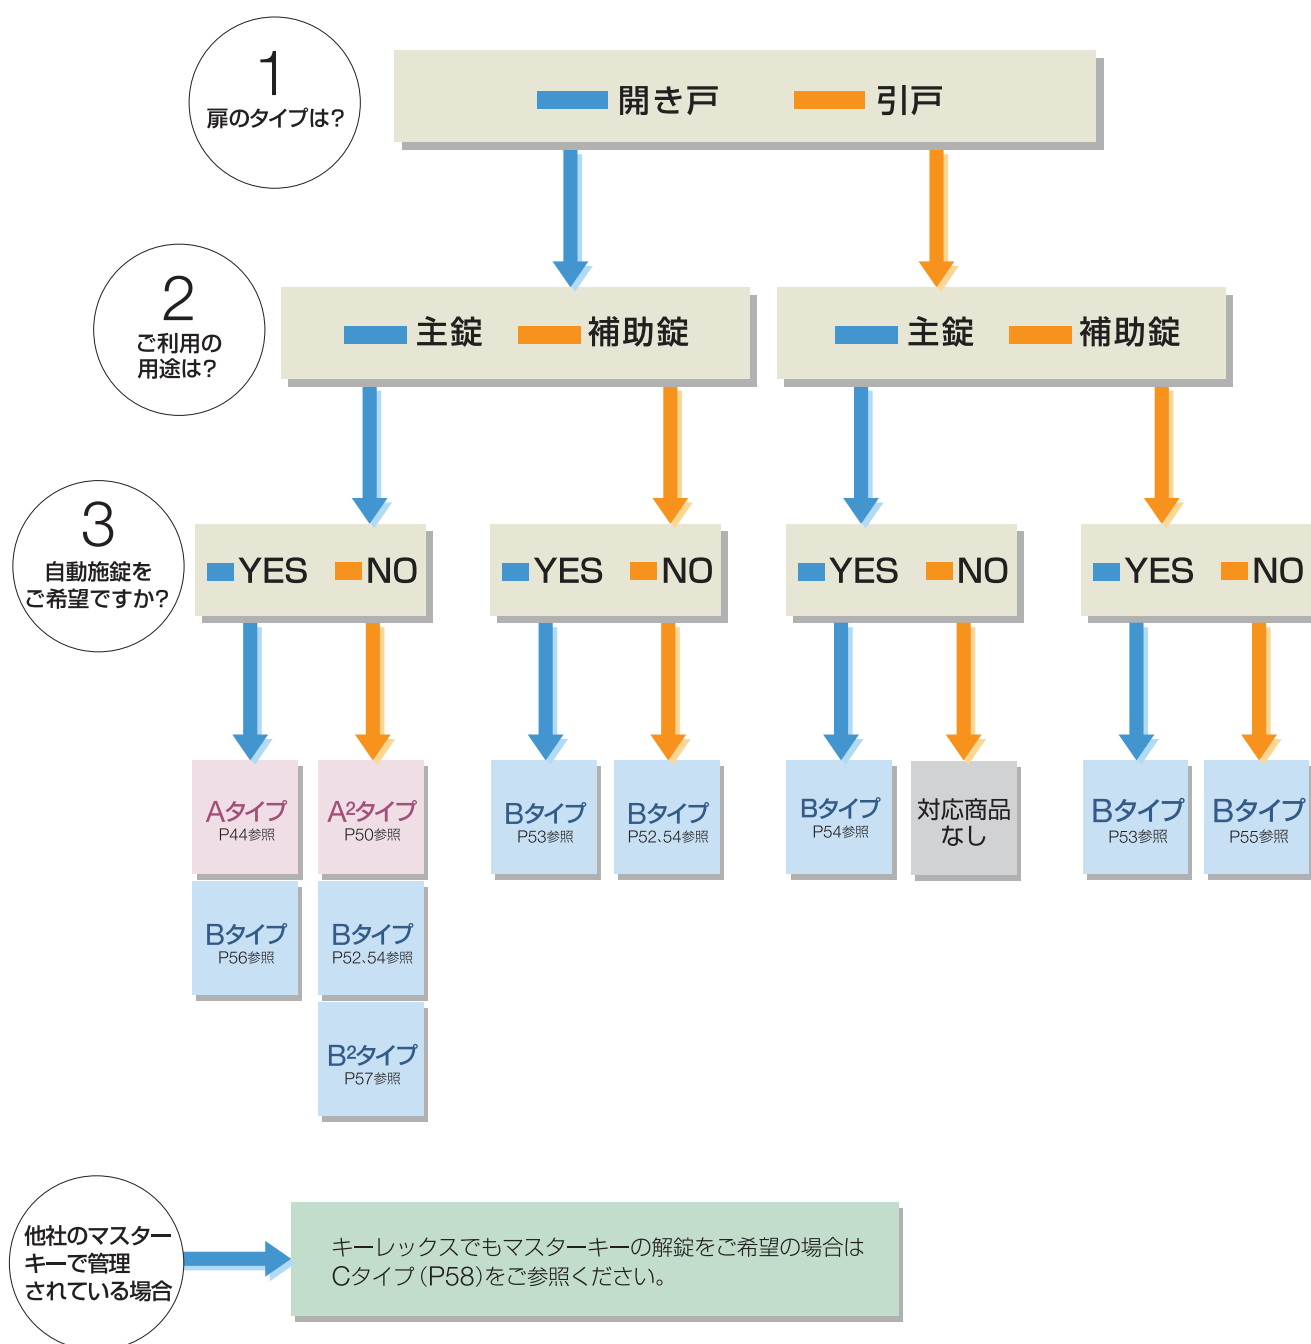 1
扉のタイプは?
開き戸 引戸
2
ご利用の
用途は?
主錠 補助錠 主錠 補助錠
3
自動施錠を
ご希望ですか?
YES NO YES NO YES NO YES NO
Aタイプ
P44参照
A²タイプ
P50参照
Bタイプ
P53参照
Bタイプ
P52、54参照
Bタイプ
P54参照
対応商品
なし
Bタイプ
P53参照
Bタイプ
P55参照
Bタイプ
P56参照
Bタイプ
P52、54参照
B²タイプ
P57参照
他社のマスター
キーで管理
されている場合
キーレックスでもマスターキーの解錠をご希望の場合は
Cタイプ(P58)をご参照ください。